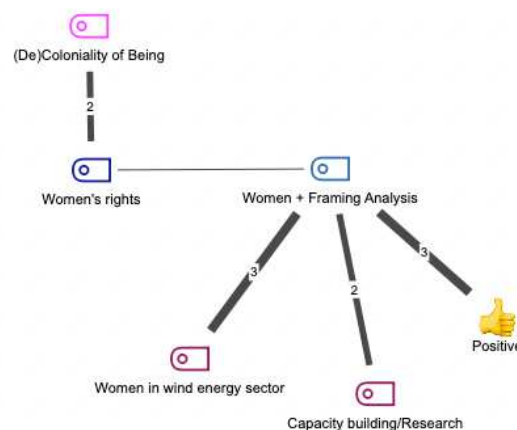 (De)Coloniality of Being
2
Women's rights
Women + Framing Analysis
3
2
3
Positive
Women in wind energy sector
Capacity building/Research